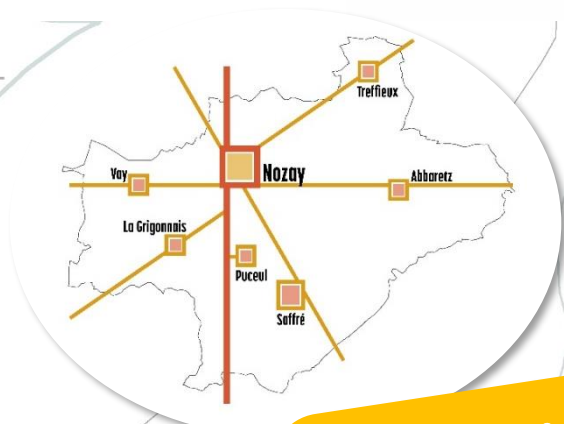 Treffieux
Nozay
Vay
Abbaretz
La Grigonnais
Puceul
Saffré